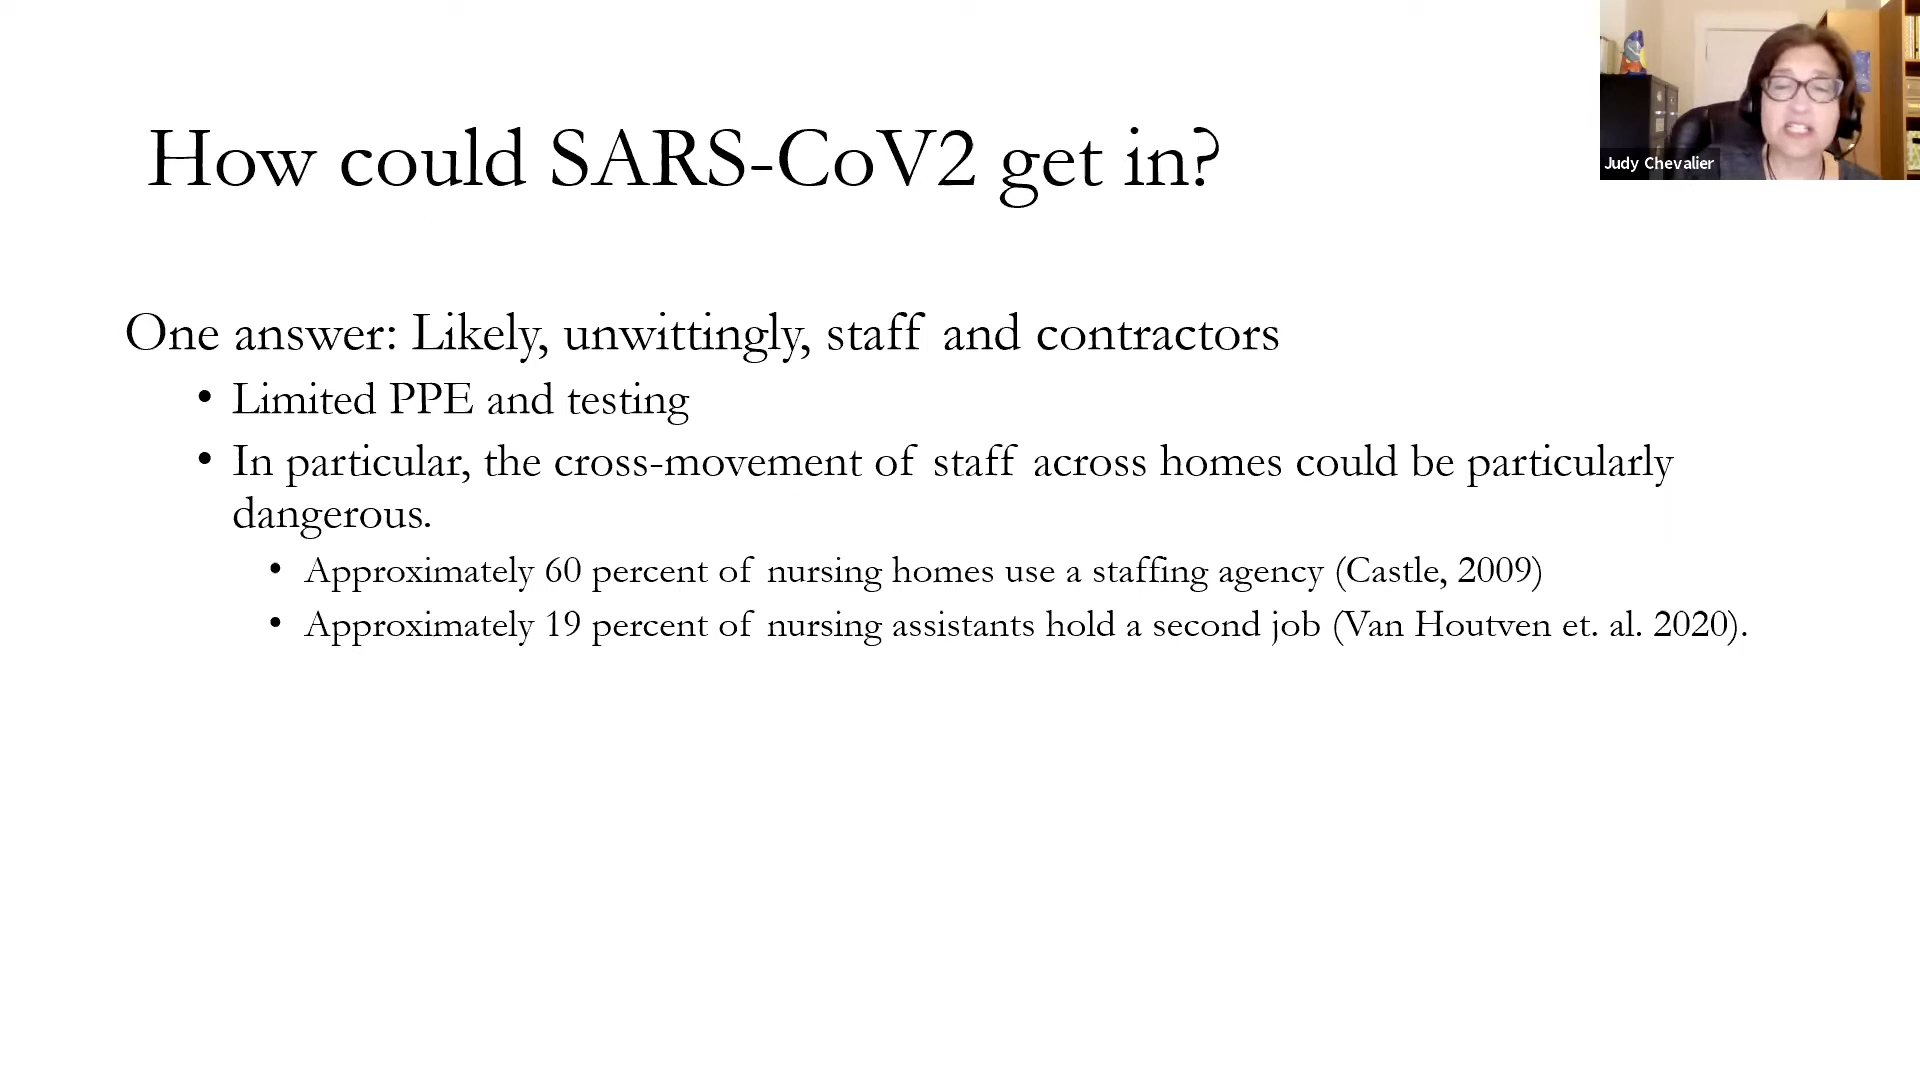 How could SARS-CoV2 get in?
Judy Chevalier
One answer: Likely, unwittingly, staff and contractors
• Limited PPE and testing
• In particular, the cross-movement of staff across homes could be particularly
dangerous.
• Approximately 60 percent of nursing homes use a staffing agency (Castle, 2009)
• Approximately 19 percent of nursing assistants hold a second job (Van Houtven et. al. 2020).